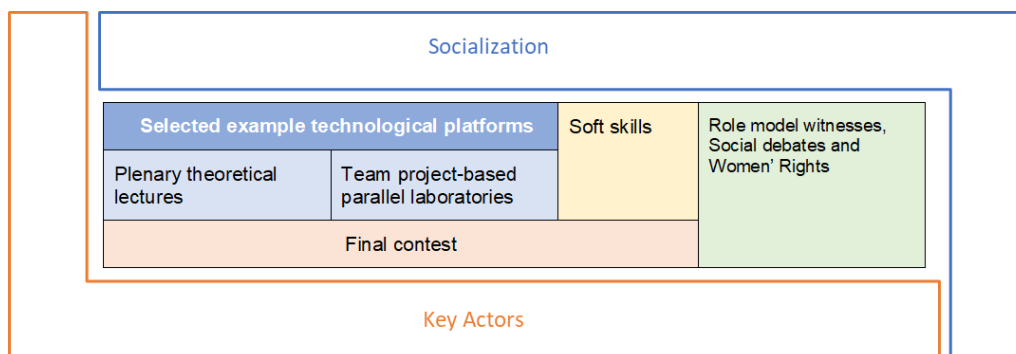 Socialization
Selected example technological platforms
Soft skills
Role model witnesses,
Social debates and
Women' Rights
Plenary theoretical
lectures
Team project-based
parallel laboratories
Final contest
Key Actors